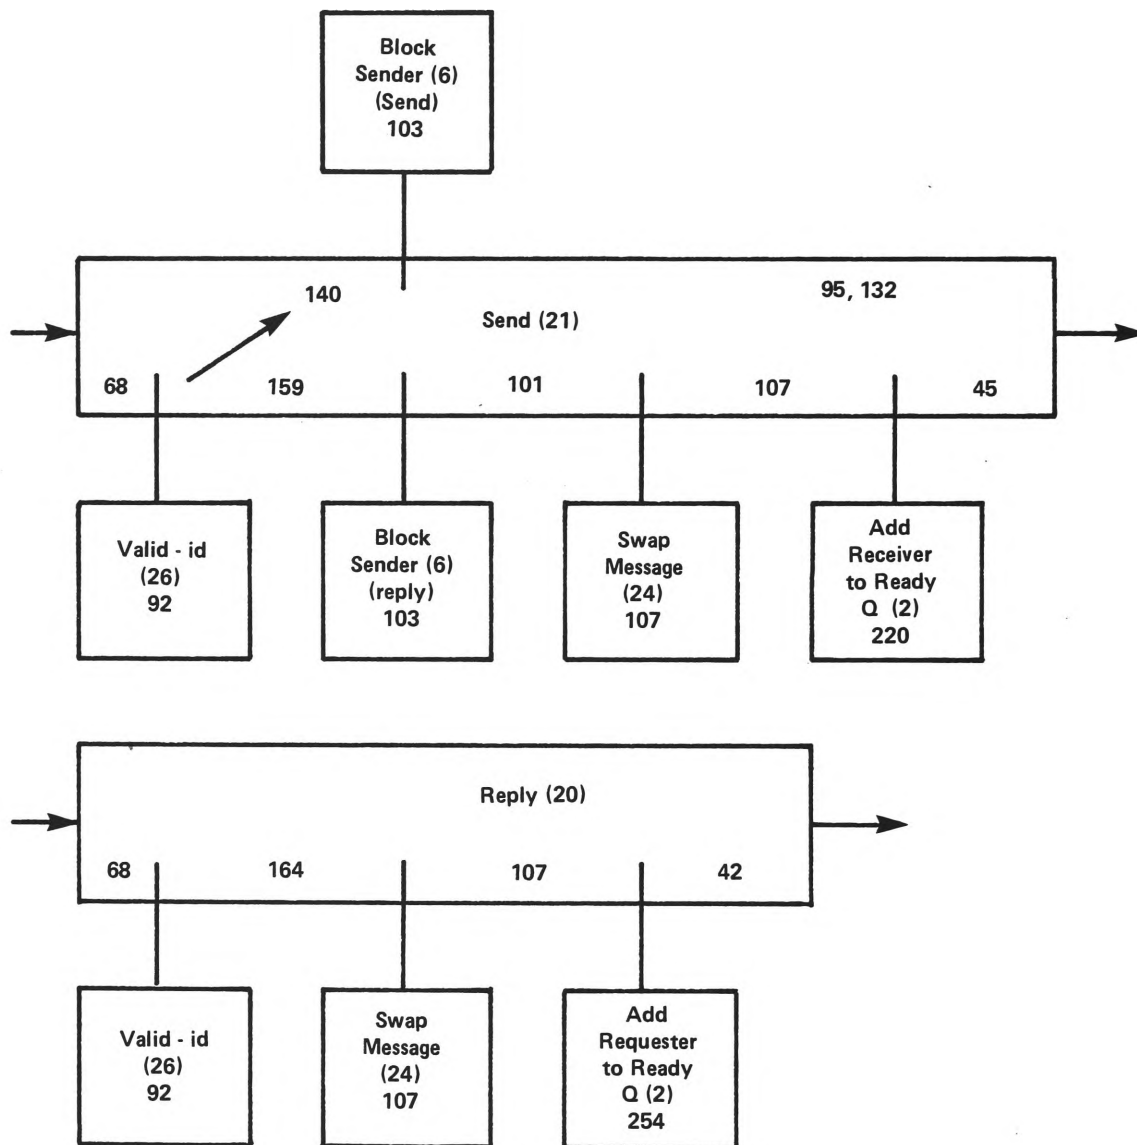 Block
Sender (6)
(Send)
103
140
95, 132
Send (21)
68
159
101
107
45
Valid - id
(26)
92
Block
Sender (6)
(reply)
103
Swap
Message
(24)
107
Add
Receiver
to Ready
Q (2)
220
Reply (20)
68
164
107
42
Valid - id
(26)
92
Swap
Message
(24)
107
Add
Requester
to Ready
Q (2)
254